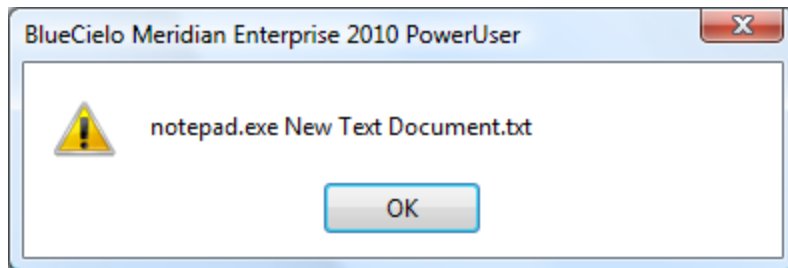 BlueCielo Meridian Enterprise 2010 PowerUser
notepad.exe New Text Document.txt
OK